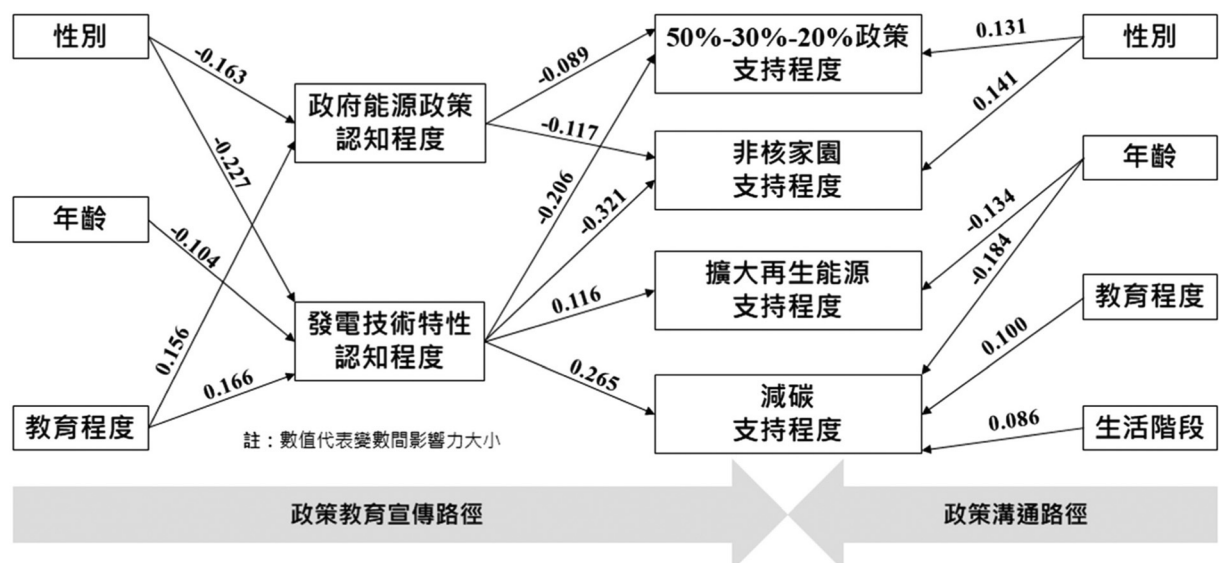 性別
年齡
教育程度
-0.163
-0.227
-0.104
0.156
0.166
政府能源政策
認知程度
發電技術特性
認知程度
註：數值代表變數間影響力大小
-0.089
-0.117
-0.206
-0.321
0.116
0.265
50%-30%-20%政策
支持程度
非核家園
支持程度
擴大再生能源
支持程度
減碳
支持程度
0.131
0.141
-0.134
-0.184
0.100
0.086
性別
年齡
教育程度
生活階段
政策教育宣傳路徑
政策溝通路徑